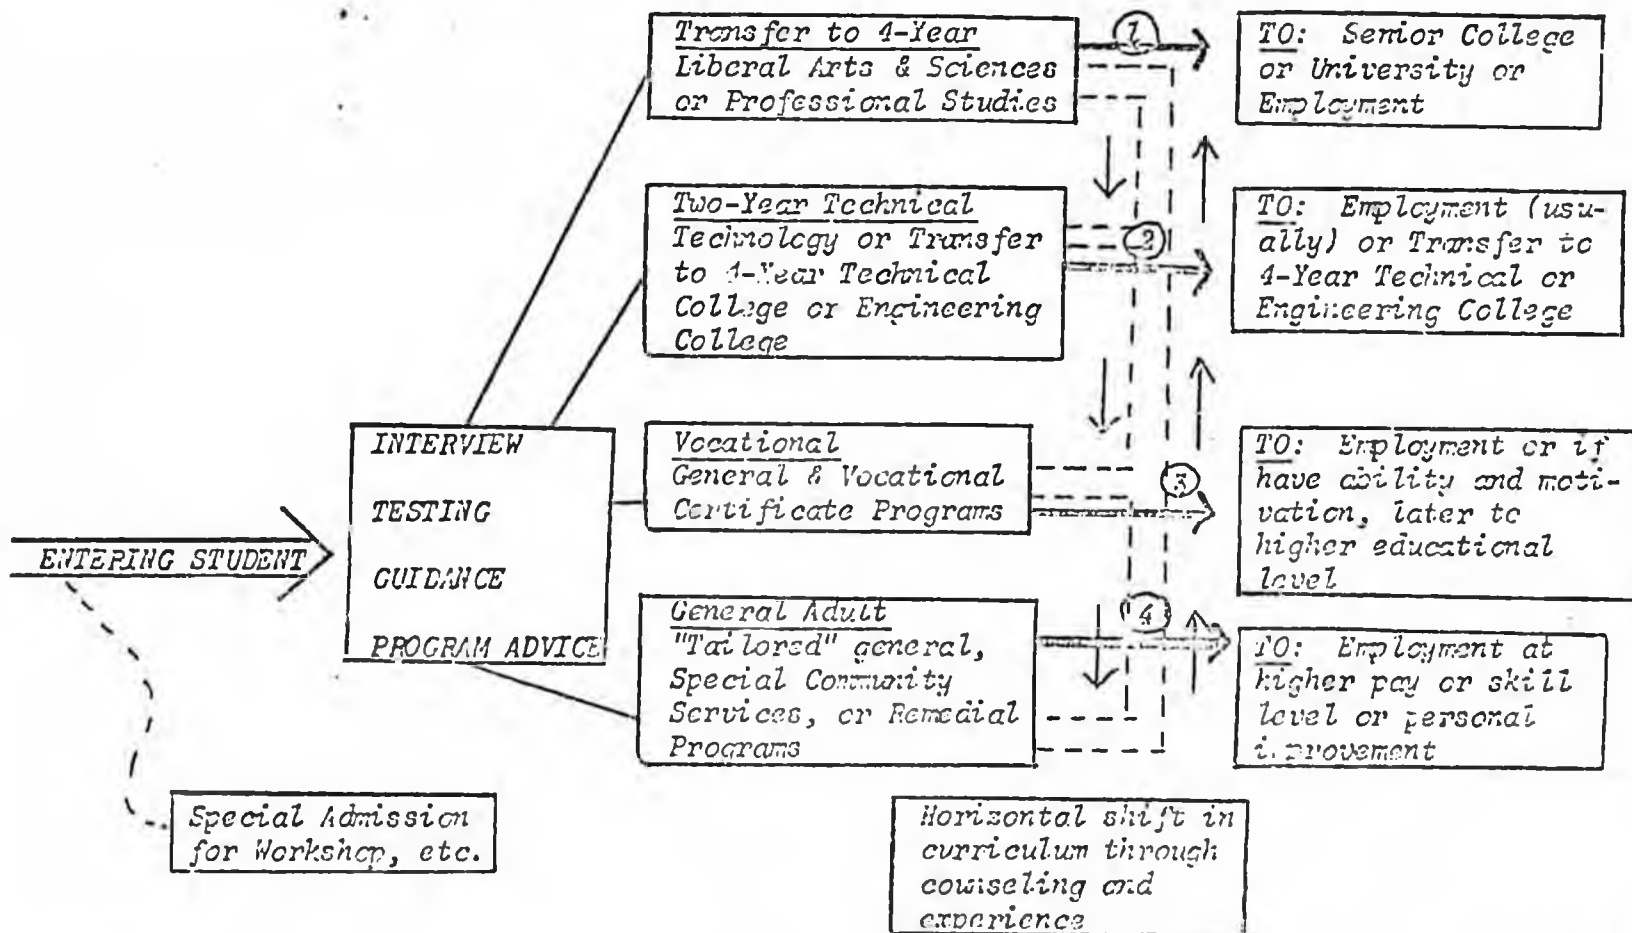 Transfer to 4-Year
Liberal Arts & Sciences
or Professional Studies
1
TO: Senior College
or University or
Employment
Two-Year Technical
Technology or Transfer
to 4-Year Technical
College or Engineering
College
2
TO: Employment (usu-
ally) or Transfer to
4-Year Technical or
Engineering College
INTERVIEW
TESTING
GUIDANCE
PROGRAM ADVICE
Vocational
General & Vocational
Certificate Programs
3
TO: Employment or if
have ability and moti-
vation, later to
higher educational
level
ENTERING STUDENT
General Adult
"Tailored" general,
Special Community
Services, or Remedial
Programs
4
TO: Employment at
higher pay or skill
level or personal
improvement
Special Admission
for Workshop, etc.
Horizontal shift in
curriculum through
counseling and
experience